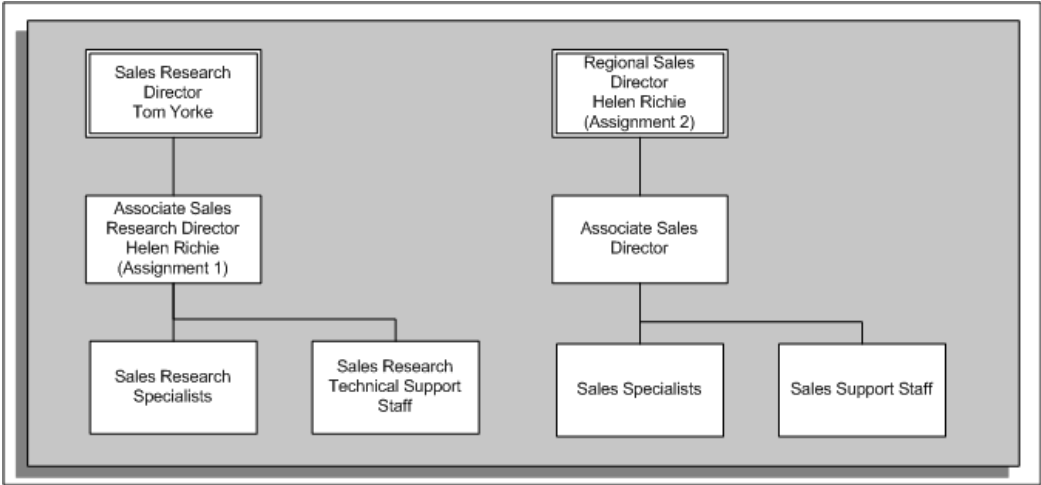 Sales Research
Director
Tom Yorke
Regional Sales
Director
Helen Richie
(Assignment 2)
Associate Sales
Research Director
Helen Richie
(Assignment 1)
Associate Sales
Director
Sales Research
Specialists
Sales Research
Technical Support
Staff
Sales Specialists
Sales Support Staff